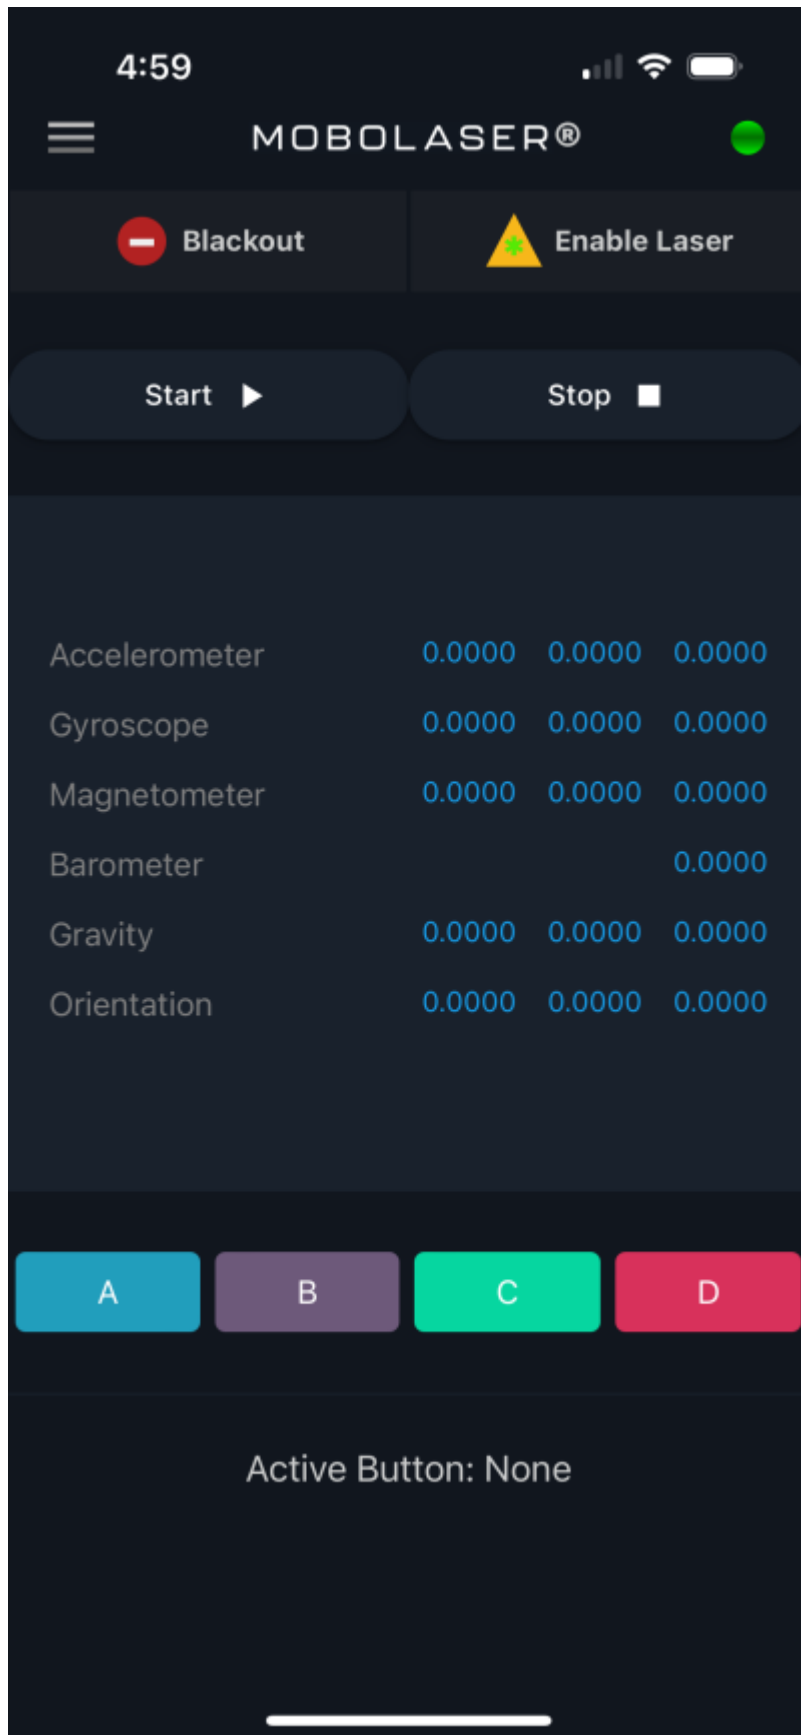 4:59
MOBOLASER®
Blackout Enable Laser
Start Stop
Accelerometer 0.0000 0.0000 0.0000
Gyroscope 0.0000 0.0000 0.0000
Magnetometer 0.0000 0.0000 0.0000
Barometer 0.0000
Gravity 0.0000 0.0000 0.0000
Orientation 0.0000 0.0000 0.0000
A B C D
Active Button: None